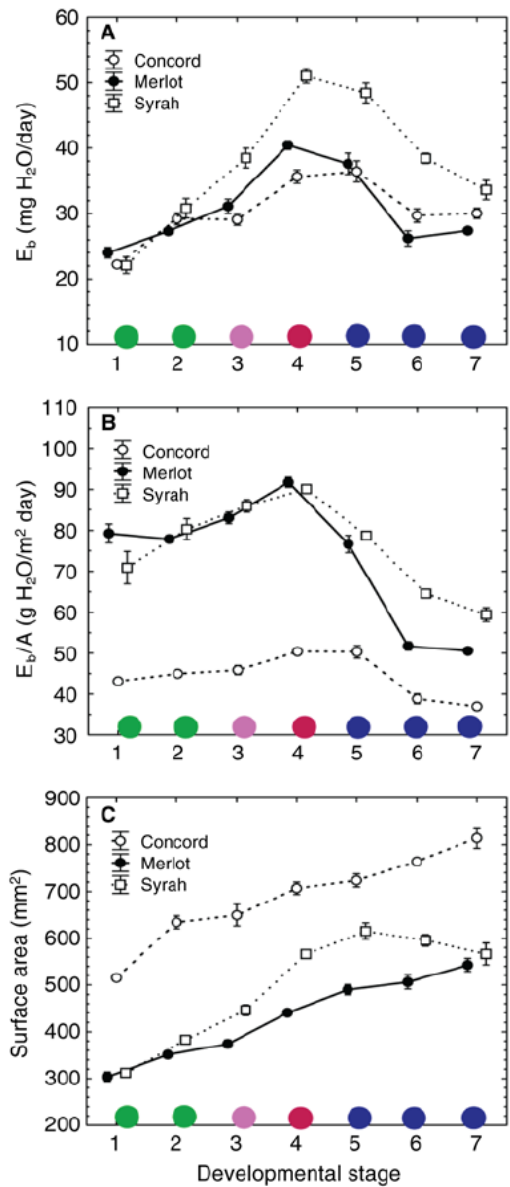 A
Concord
Merlot
Syrah
E_b (mg H₂O/day)
60
50
40
30
20
10
1 2 3 4 5 6 7
B
Concord
Merlot
Syrah
E_b/A (g H₂O/m² day)
110
100
90
80
70
60
50
40
30
1 2 3 4 5 6 7
C
Concord
Merlot
Syrah
Surface area (mm²)
900
800
700
600
500
400
300
200
1 2 3 4 5 6 7
Developmental stage